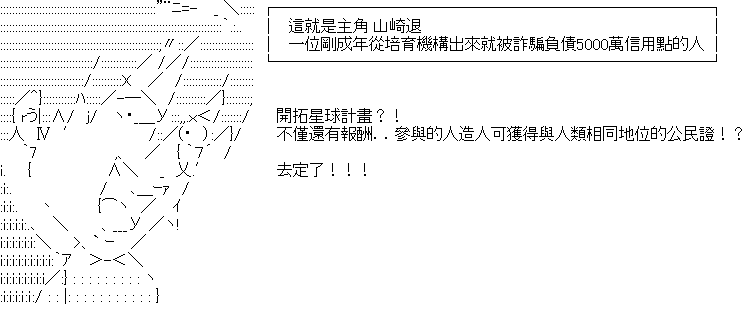 這就是主角 山崎退
一位剛成年從培育機構出來就被詐騙負債5000萬信用點的人
開拓星球計畫？！
不僅還有報酬．．參與的人造人可獲得與人類相同地位的公民證！？
去定了！！！